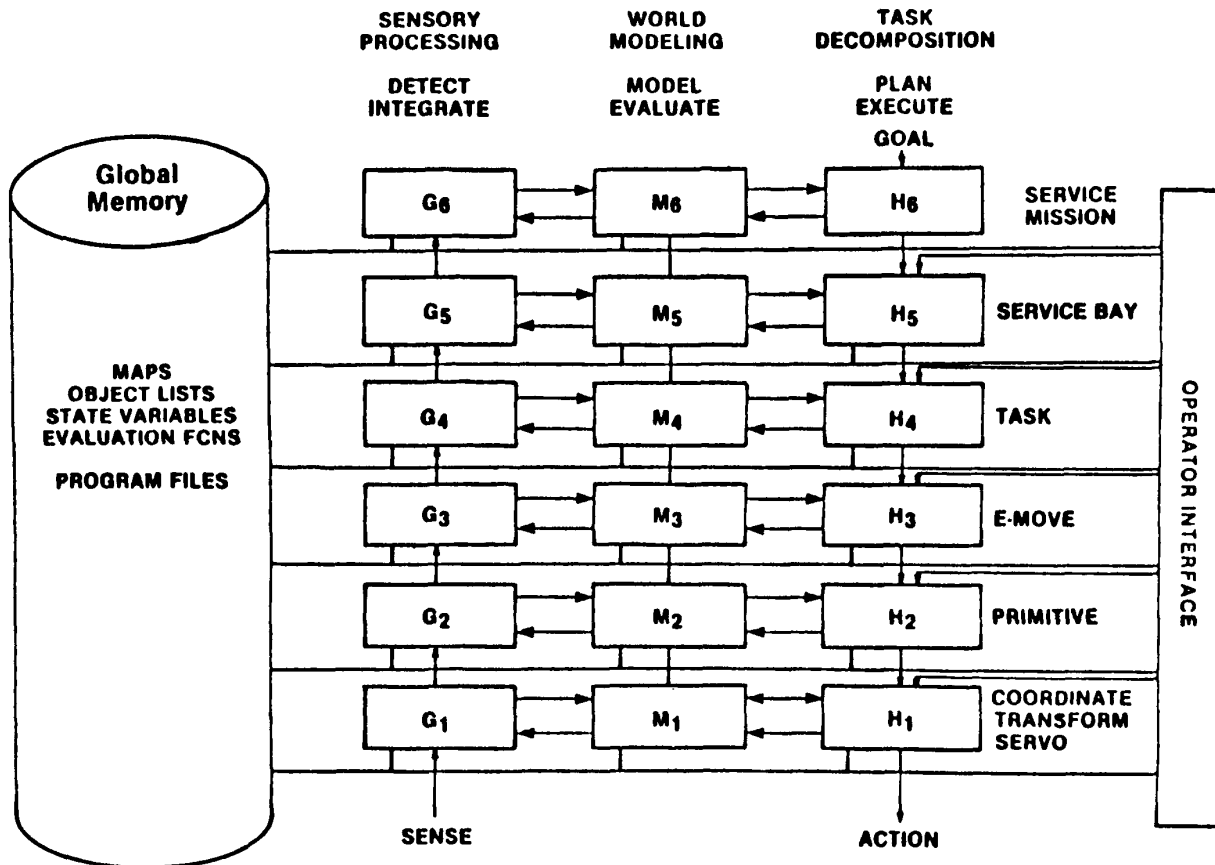 SENSORY
PROCESSING
WORLD
MODELING
TASK
DECOMPOSITION
DETECT
INTEGRATE
MODEL
EVALUATE
PLAN
EXECUTE
GOAL
Global
Memory
MAPS
OBJECT LISTS
STATE VARIABLES
EVALUATION FCNS
PROGRAM FILES
G6
M6
H6
SERVICE
MISSION
G5
M5
H5
SERVICE BAY
G4
M4
H4
TASK
G3
M3
H3
E-MOVE
G2
M2
H2
PRIMITIVE
G1
M1
H1
COORDINATE
TRANSFORM
SERVO
SENSE
ACTION
OPERATOR INTERFACE